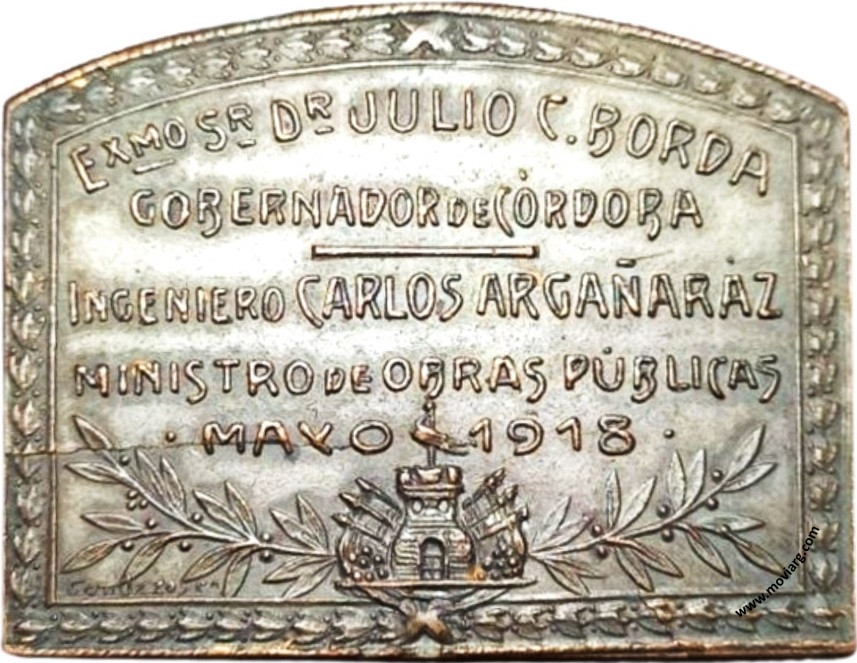 EXMO SR DR JULIO C. BORDA
GOBERNADOR DE CÓRDOBA
INGENIERO CARLOS ARGAÑARAZ
MINISTRO DE OBRAS PÚBLICAS
· MAYO 1918 ·
www.moviarg.com